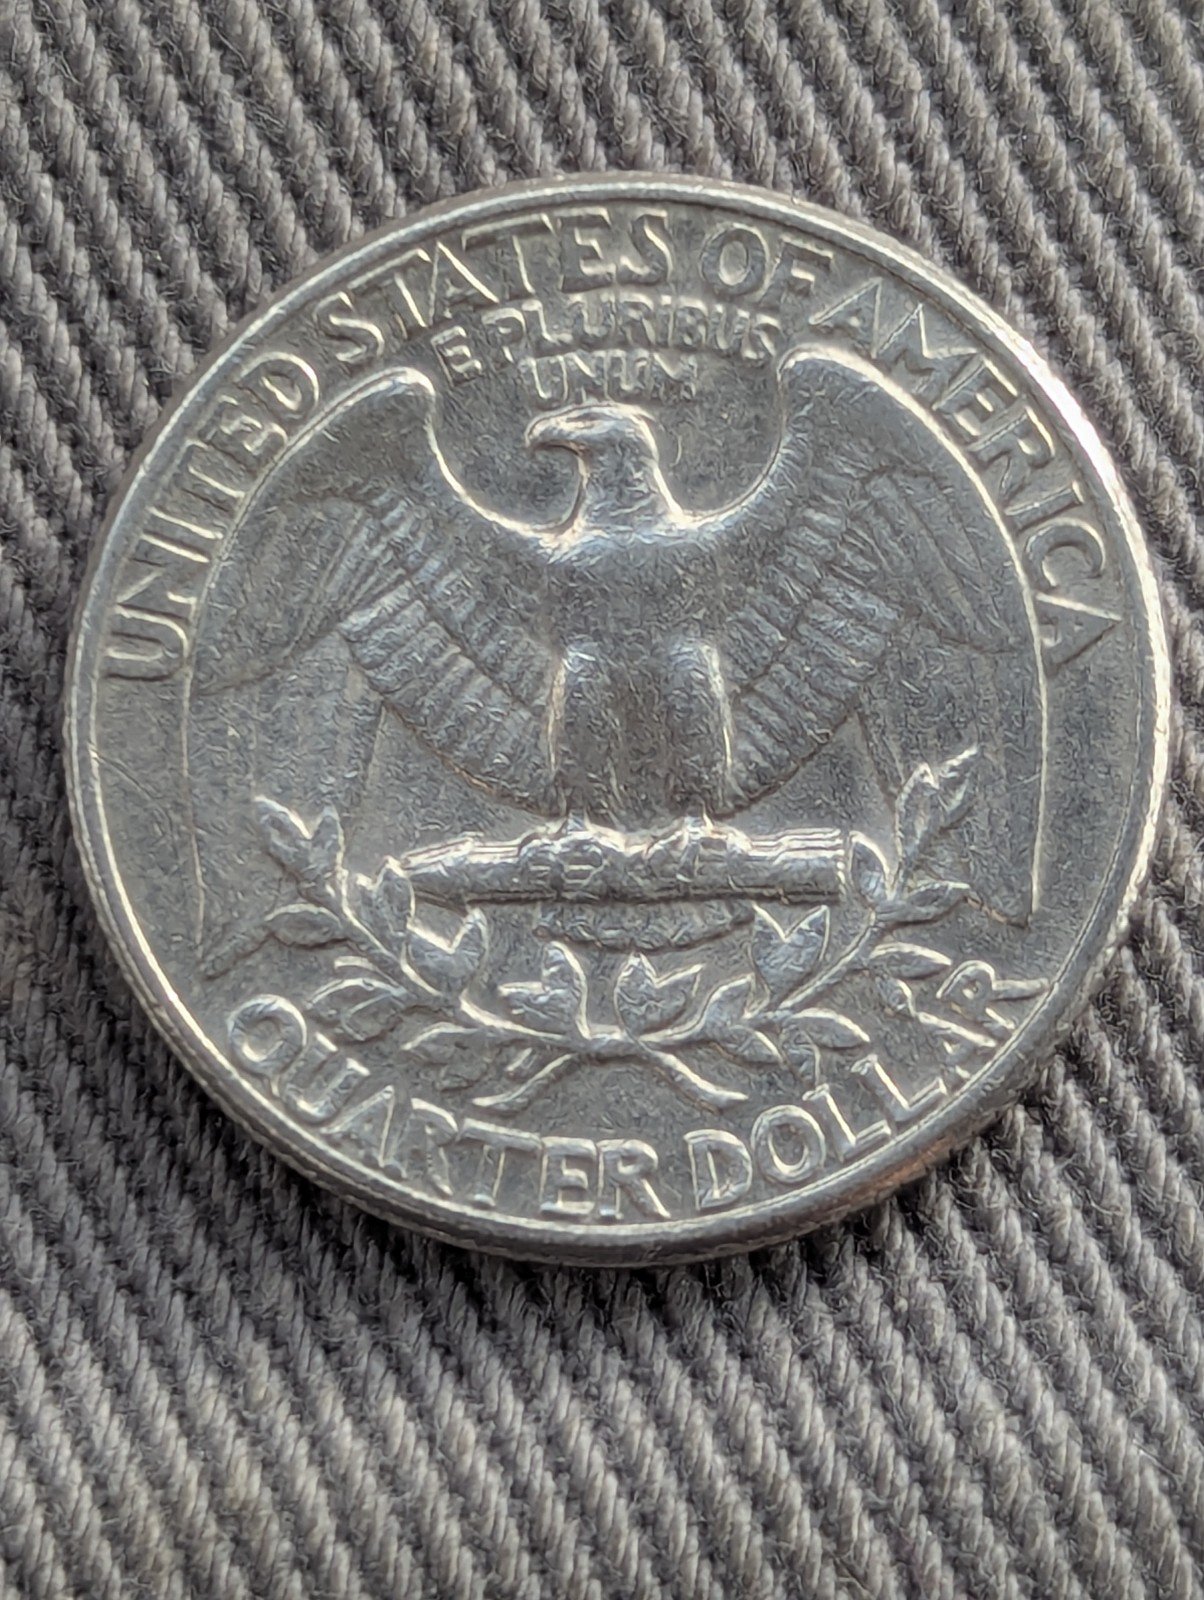 UNITED STATES OF AMERICA
E PLURIBUS
UNUM
QUARTER DOLLAR